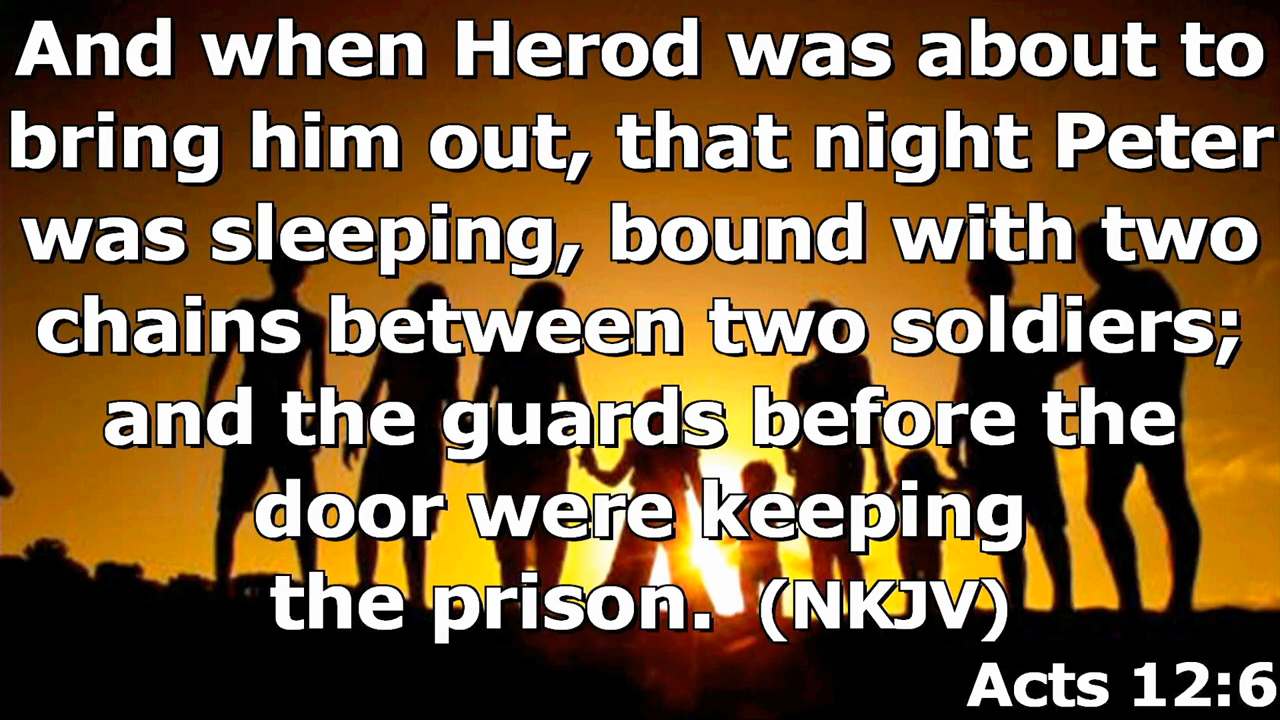 And when Herod was about to
bring him out, that night Peter
was sleeping, bound with two
chains between two soldiers;
and the guards before the
door were keeping
the prison. (NKJV)
Acts 12:6